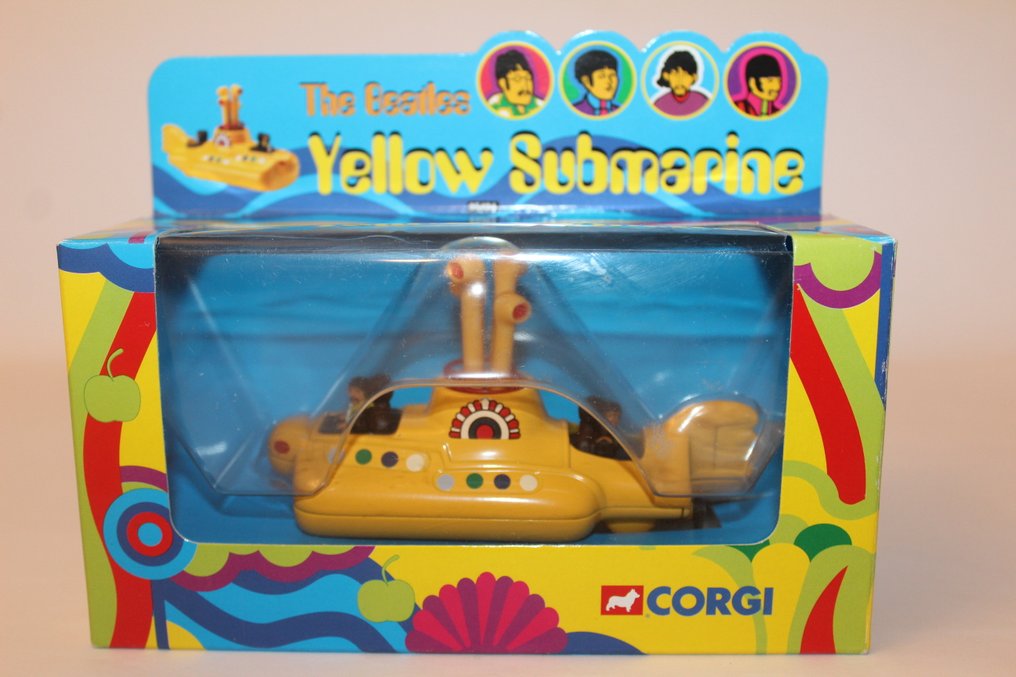 The Beatles
Yellow Submarine
CORGI